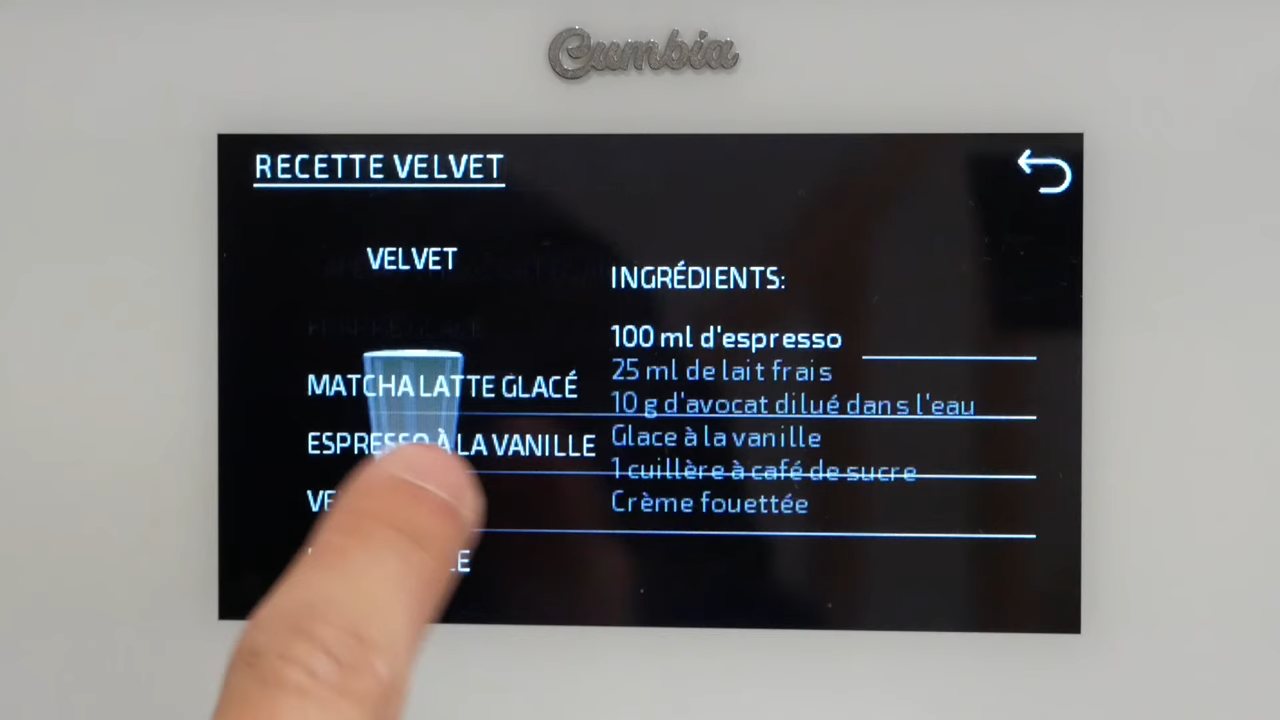 Cumbia
RECETTE VELVET
VELVET
MATCHA LATTE GLACÉ
ESPRESSO À LA VANILLE
INGRÉDIENTS:
100 ml d'espresso
25 ml de lait frais
10 g d'avocat dilué dans l'eau
Glace à la vanille
1 cuillère à café de sucre
Crème fouettée